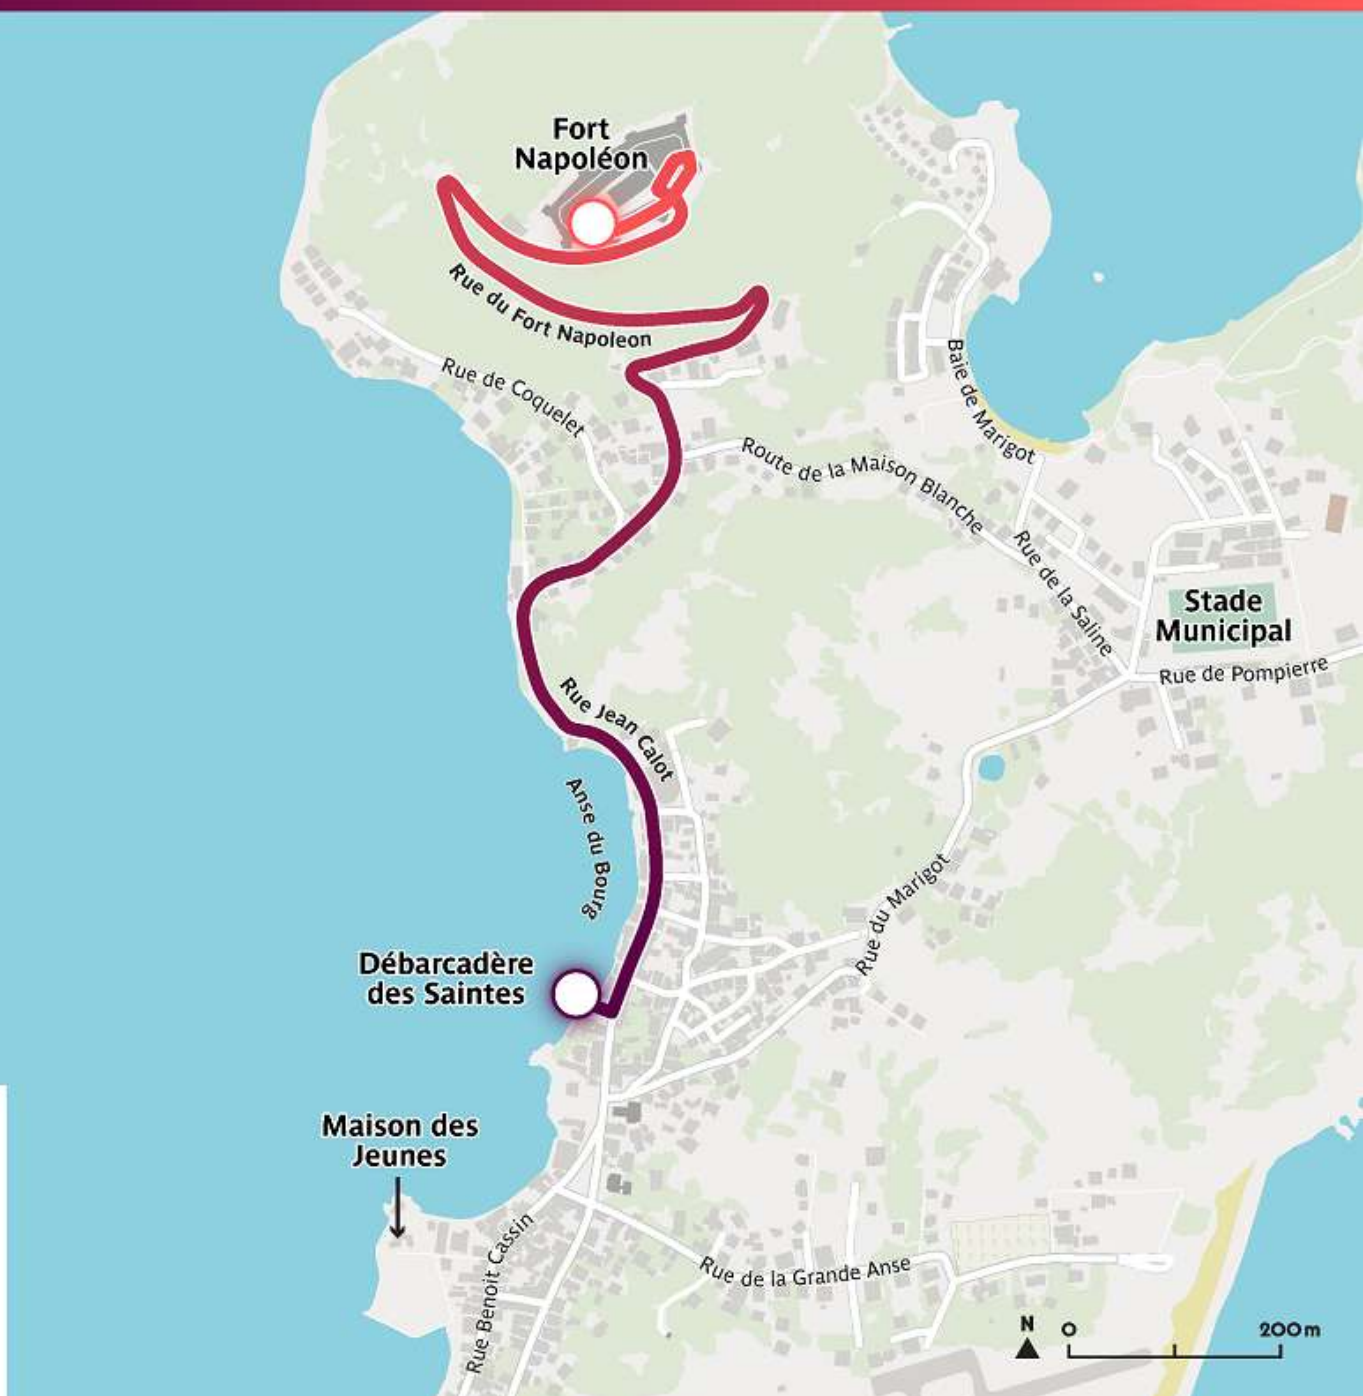 Fort
Napoléon
Rue du Fort Napoleon
Rue de Coquelet
Baie de Marigot
Route de la Maison Blanche
Rue de la Saline
Stade
Municipal
Rue de Pompierre
Rue Jean Calot
Anse du Bourg
Rue du Marigot
Débarcadère
des Saintes
Maison des
Jeunes
Rue Benoit Cassin
Rue de la Grande Anse
N 0 200m